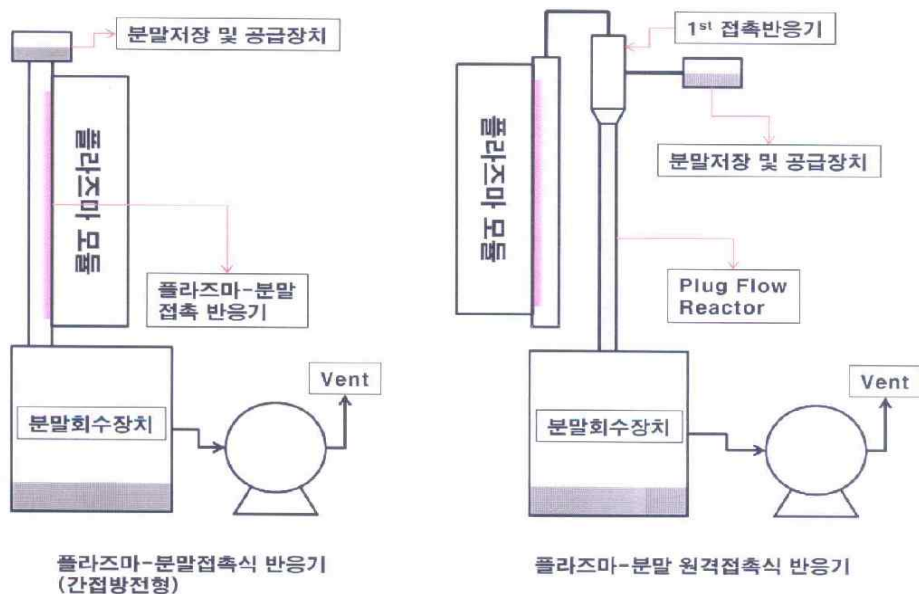 분말저장 및 공급장치
플라즈마 모듈
플라즈마-분말
접촉 반응기
Vent
분말회수장치
플라즈마-분말접촉식 반응기
(간접방전형)
1st 접촉반응기
분말저장 및 공급장치
플라즈마 모듈
Plug Flow
Reactor
Vent
분말회수장치
플라즈마-분말 원격접촉식 반응기